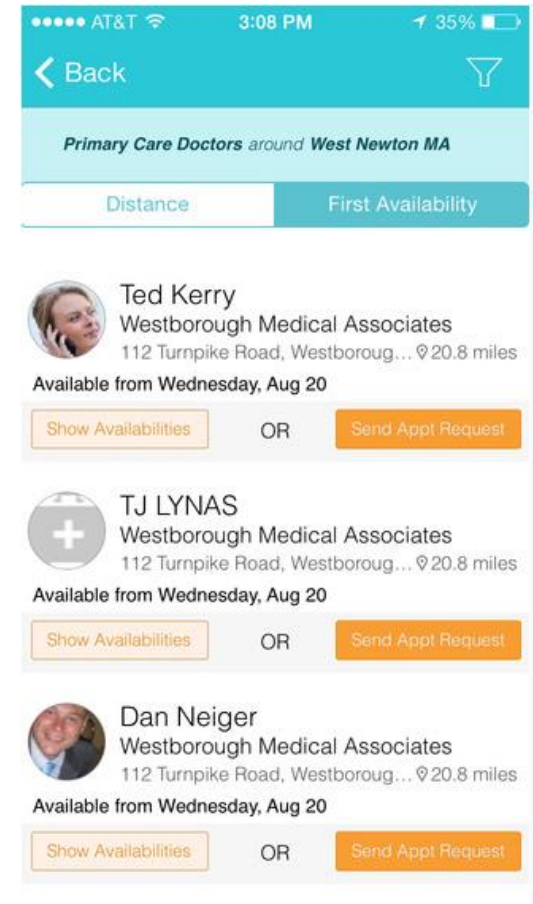 AT&T 3:08 PM 35%
Back
Primary Care Doctors around West Newton MA
Distance First Availability
Ted Kerry
Westborough Medical Associates
112 Turnpike Road, Westboroug... 20.8 miles
Available from Wednesday, Aug 20
Show Availabilities OR Send Appt Request
TJ LYNAS
Westborough Medical Associates
112 Turnpike Road, Westboroug... 20.8 miles
Available from Wednesday, Aug 20
Show Availabilities OR Send Appt Request
Dan Neiger
Westborough Medical Associates
112 Turnpike Road, Westboroug... 20.8 miles
Available from Wednesday, Aug 20
Show Availabilities OR Send Appt Request